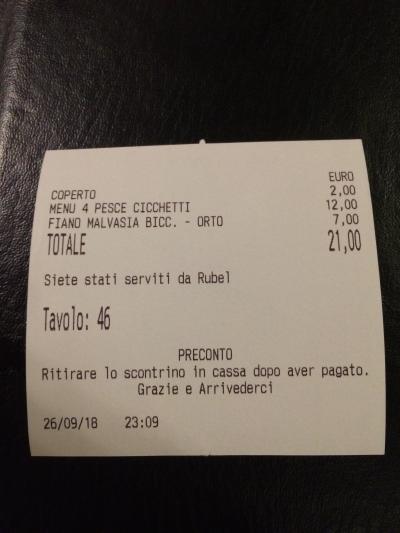 EURO
COPERTO 2,00
MENU 4 PESCE CICCHETTI 12,00
FIANO MALVASIA BICC. - ORTO 7,00
TOTALE 21,00
Siete stati serviti da Rubel
Tavolo: 46
PRECONTO
Ritirare lo scontrino in cassa dopo aver pagato.
Grazie e Arrivederci
26/09/18 23:09